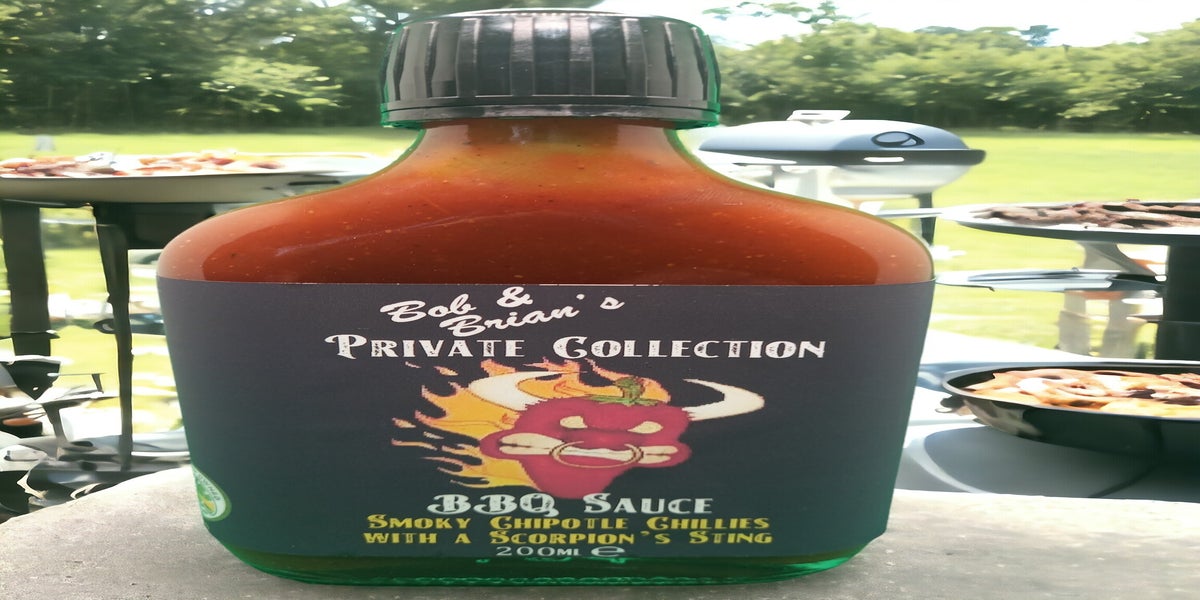 Bob &
Brian's
Private Collection
BBQ Sauce
Smoky Chipotle Chillies
with a Scorpion's Sting
200ml e